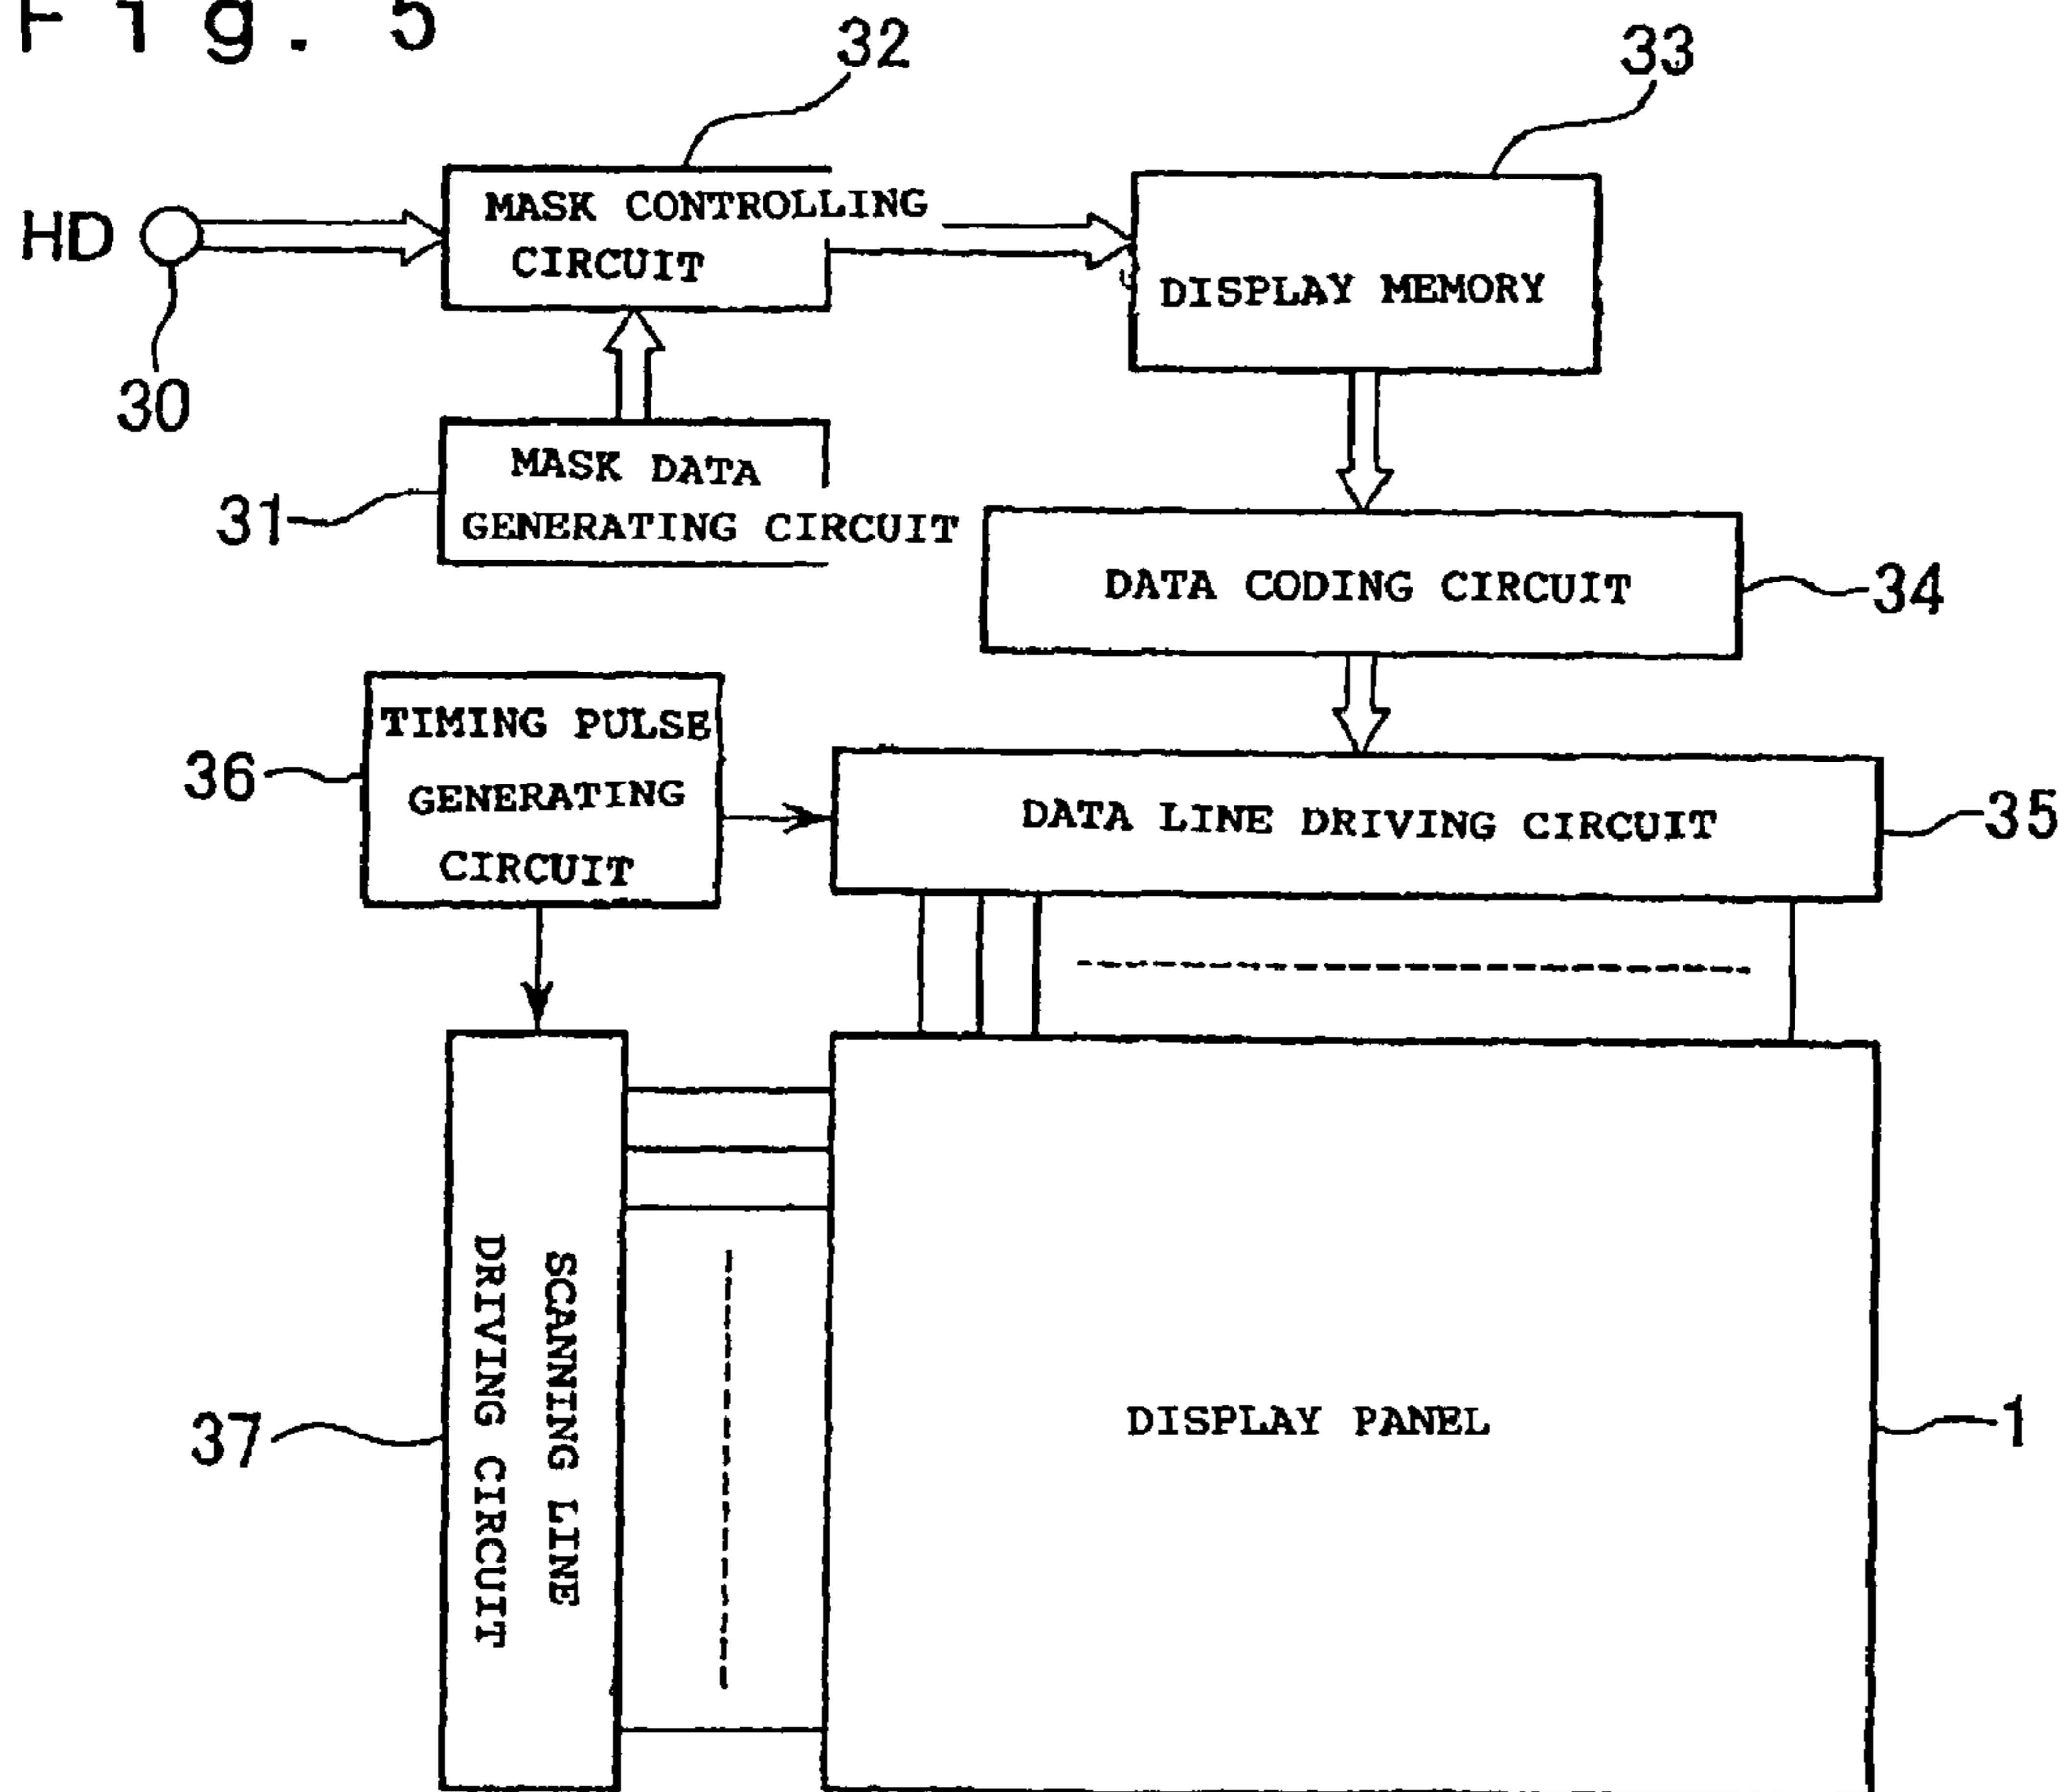 Fig. 5
32
33
HD
MASK CONTROLLING
CIRCUIT
DISPLAY MEMORY
30
MASK DATA
GENERATING CIRCUIT
31
DATA CODING CIRCUIT
34
TIMING PULSE
GENERATING
CIRCUIT
36
DATA LINE DRIVING CIRCUIT
35
SCANNING LINE
DRIVING CIRCUIT
37
DISPLAY PANEL
1